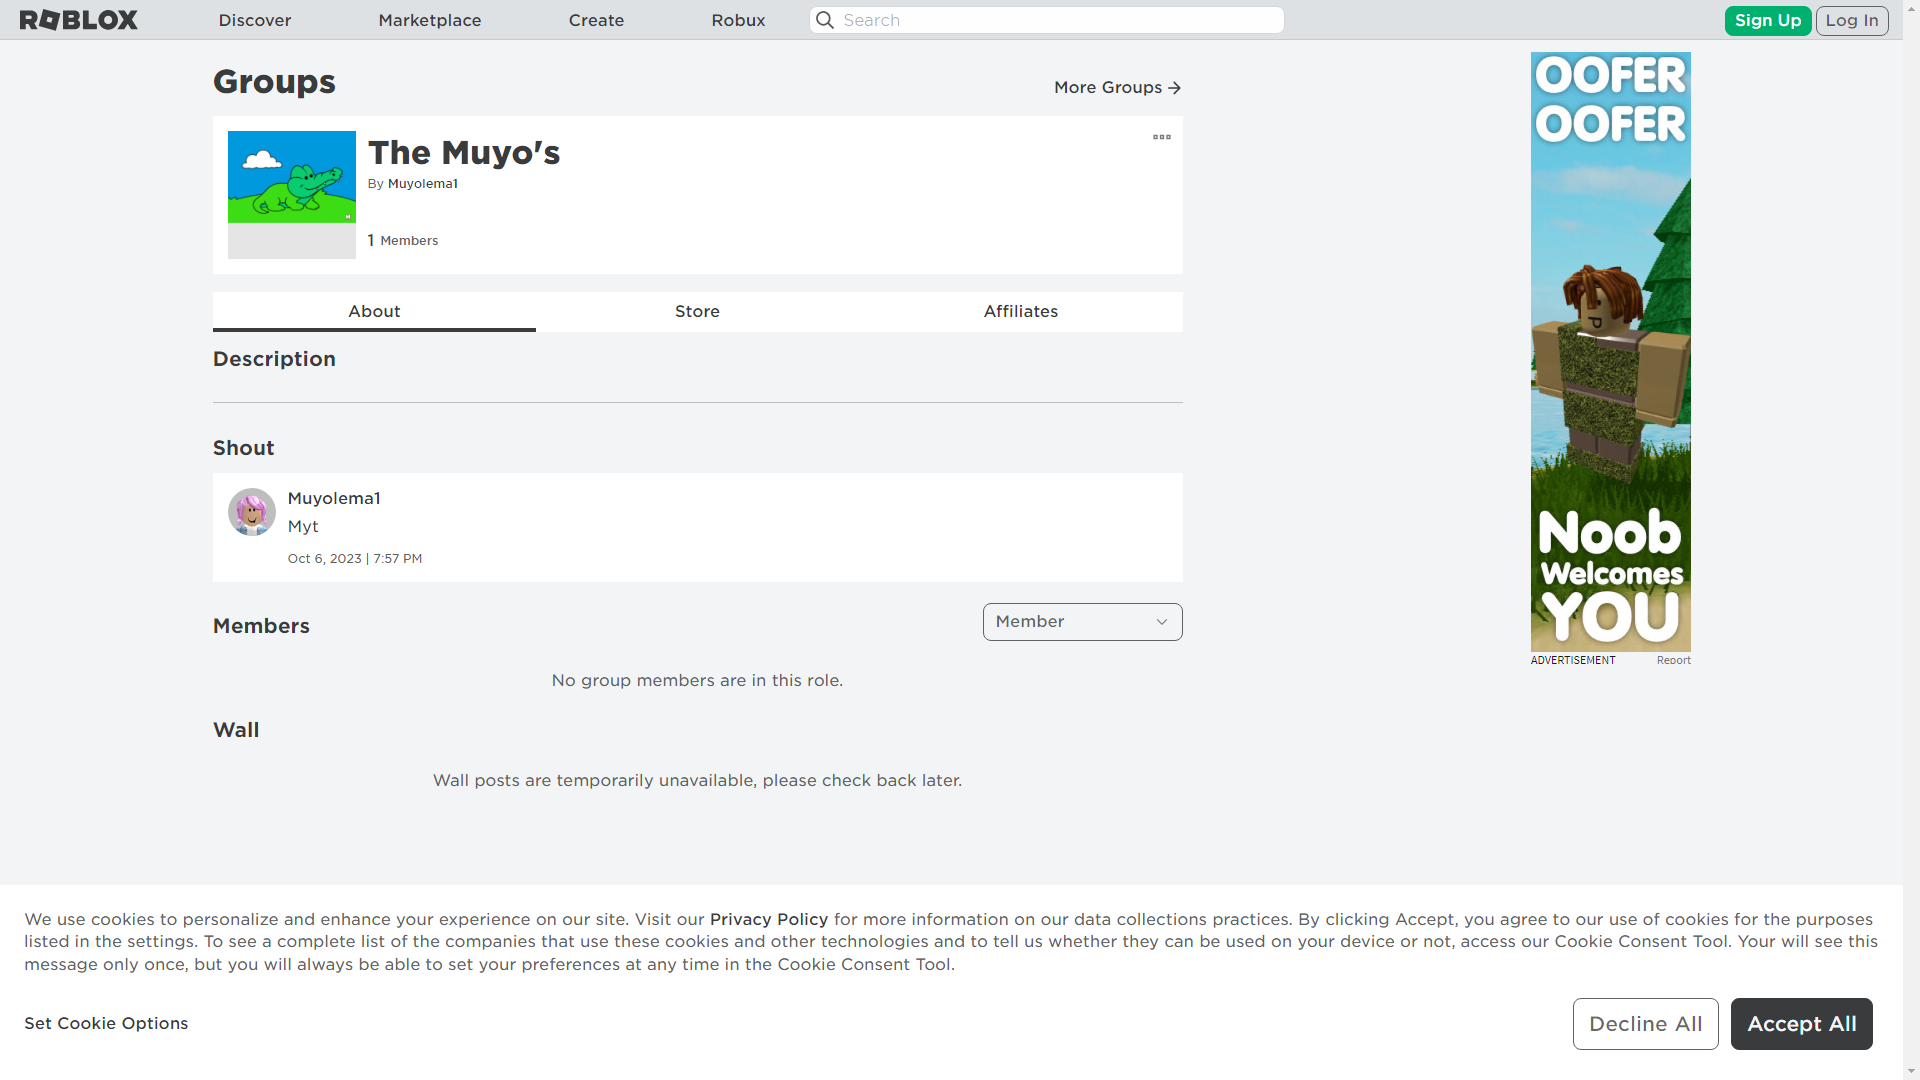 ROBLOX
Discover
Marketplace
Create
Robux
Search
Sign Up
Log In
Groups
More Groups
The Muyo's
By Muyolema1
1 Members
About
Store
Affiliates
Description
Shout
Muyolema1
Myt
Oct 6, 2023 | 7:57 PM
Members
Member
No group members are in this role.
Wall
Wall posts are temporarily unavailable, please check back later.
OOFER
OOFER
Noob
Welcomes
YOU
ADVERTISEMENT
Report
We use cookies to personalize and enhance your experience on our site. Visit our Privacy Policy for more information on our data collections practices. By clicking Accept, you agree to our use of cookies for the purposes
listed in the settings. To see a complete list of the companies that use these cookies and other technologies and to tell us whether they can be used on your device or not, access our Cookie Consent Tool. Your will see this
message only once, but you will always be able to set your preferences at any time in the Cookie Consent Tool.
Set Cookie Options
Decline All
Accept All